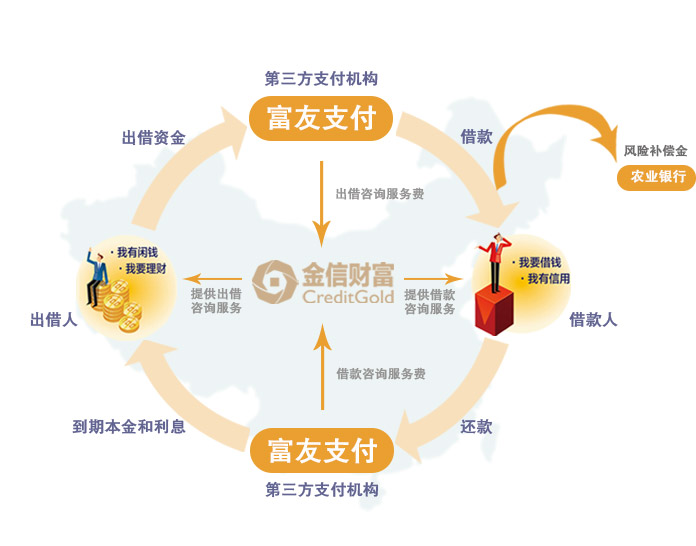 第三方支付机构
富友支付
出借资金
借款
风险补偿金
农业银行
出借咨询服务费
·我有闲钱
·我要理财
·我要借钱
·我有信用
金信财富
CreditGold
提供出借
咨询服务
提供借款
咨询服务
出借人
借款人
借款咨询服务费
到期本金和利息
还款
富友支付
第三方支付机构